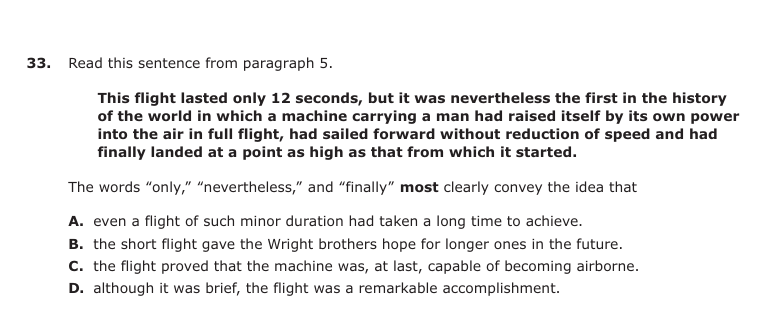 33. Read this sentence from paragraph 5.
This flight lasted only 12 seconds, but it was nevertheless the first in the history
of the world in which a machine carrying a man had raised itself by its own power
into the air in full flight, had sailed forward without reduction of speed and had
finally landed at a point as high as that from which it started.
The words “only,” “nevertheless,” and “finally” most clearly convey the idea that
A. even a flight of such minor duration had taken a long time to achieve.
B. the short flight gave the Wright brothers hope for longer ones in the future.
C. the flight proved that the machine was, at last, capable of becoming airborne.
D. although it was brief, the flight was a remarkable accomplishment.